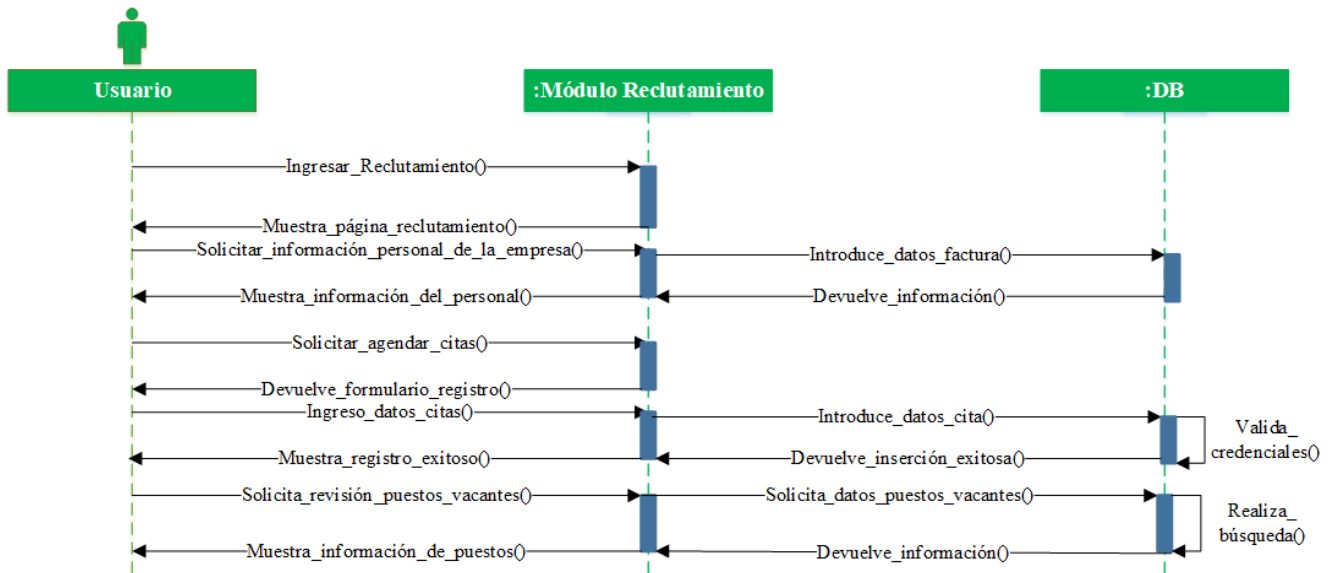 Usuario
:Módulo Reclutamiento
:DB
Ingresar_Reclutamiento()
Muestra_página_reclutamiento()
Solicitar_información_personal_de_la_empresa()
Introduce_datos_factura()
Muestra_información_del_personal()
Devuelve_información()
Solicitar_agendar_citas()
Devuelve_formulario_registro()
Ingreso_datos_citas()
Introduce_datos_cita()
Valida_
credenciales()
Muestra_registro_exitoso()
Devuelve_inserción_exitosa()
Solicita_revisión_puestos_vacantes()
Solicita_datos_puestos_vacantes()
Realiza_
búsqueda()
Muestra_información_de_puestos()
Devuelve_información()